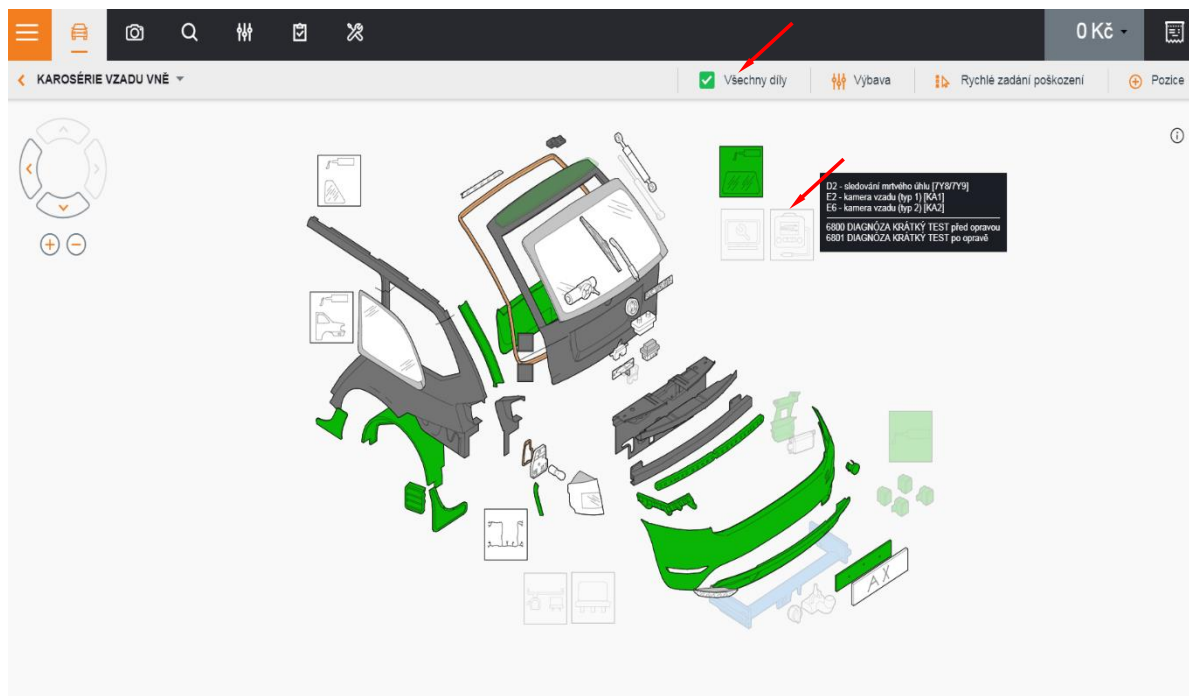 0 Kč
KAROSÉRIE VZADU VNĚ
Všechny díly
Výbava
Rychlé zadání poškození
Pozice
D2 - sledování mrtvého úhlu [7Y8/7Y9]
E2 - kamera vzadu (typ 1) [KA1]
E6 - kamera vzadu (typ 2) [KA2]
6800 DIAGNÓZA KRÁTKÝ TEST před opravou
6801 DIAGNÓZA KRÁTKÝ TEST po opravě
AX